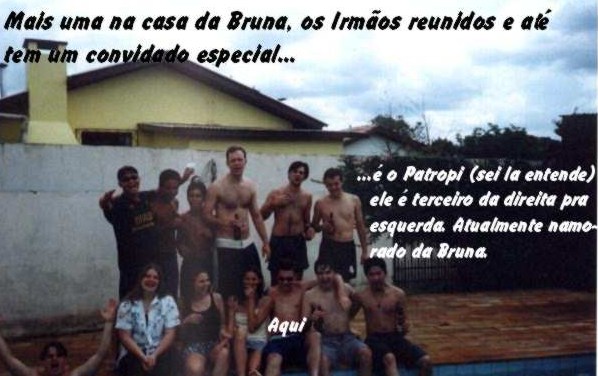 Mais uma na casa da Bruna, os Irmãos reunidos e até
tem um convidado especial...
...é o Patropi (sei la entende)
ele é terceiro da direita pra
esquerda. Atualmente namo-
rado da Bruna.
Aqui